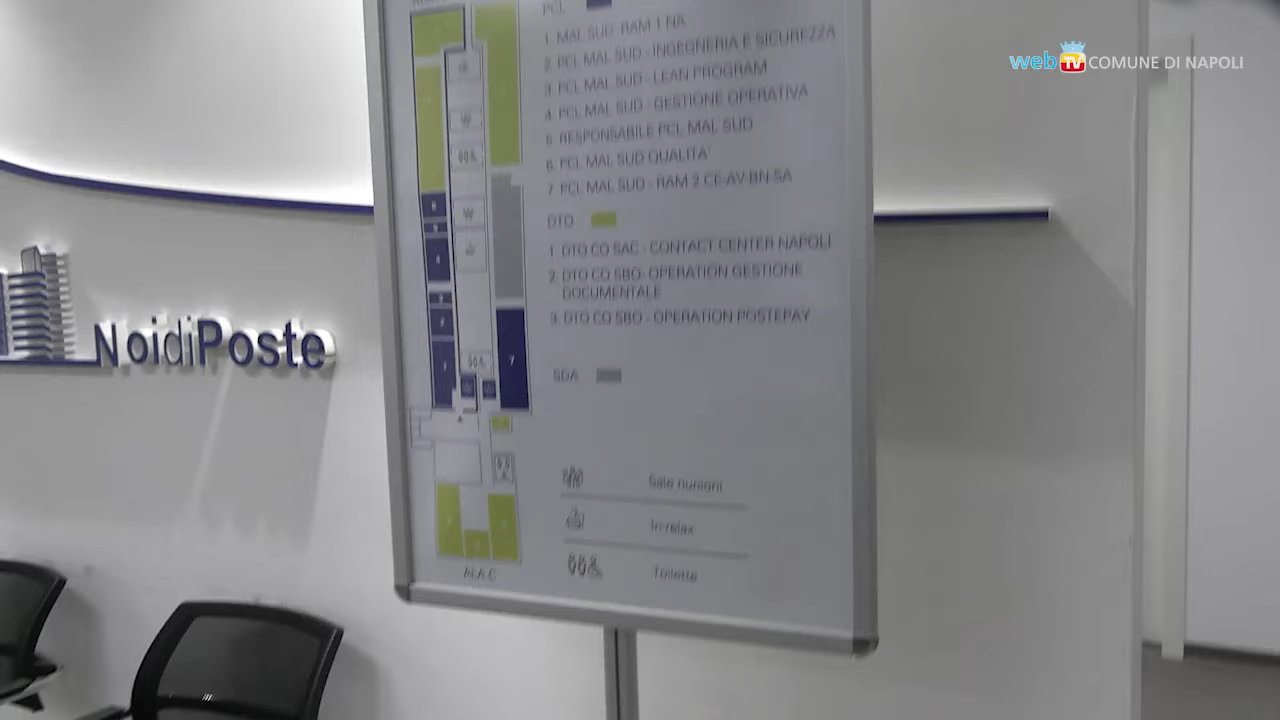 web TV COMUNE DI NAPOLI
PCL
1 MAL SUD RAM 1 NA
2 PCL MAL SUD - INGEGNERIA E SICUREZZA
3 PCL MAL SUD - LEAN PROGRAM
4 PCL MAL SUD - GESTIONE OPERATIVA
5 RESPONSABILE PCL MAL SUD
6 PCL MAL SUD QUALITA'
7 PCL MAL SUD - RAM 2 CE-AV-BN-SA
DTO
1 DTO CO SAC - CONTACT CENTER NAPOLI
2 DTO CO SBO- OPERATION GESTIONE
DOCUMENTALE
3 DTO CO SBO - OPERATION POSTEPAY
SDA
NoidiPoste
4
7
Sale riunioni
In-relax
Toilette
ALA C